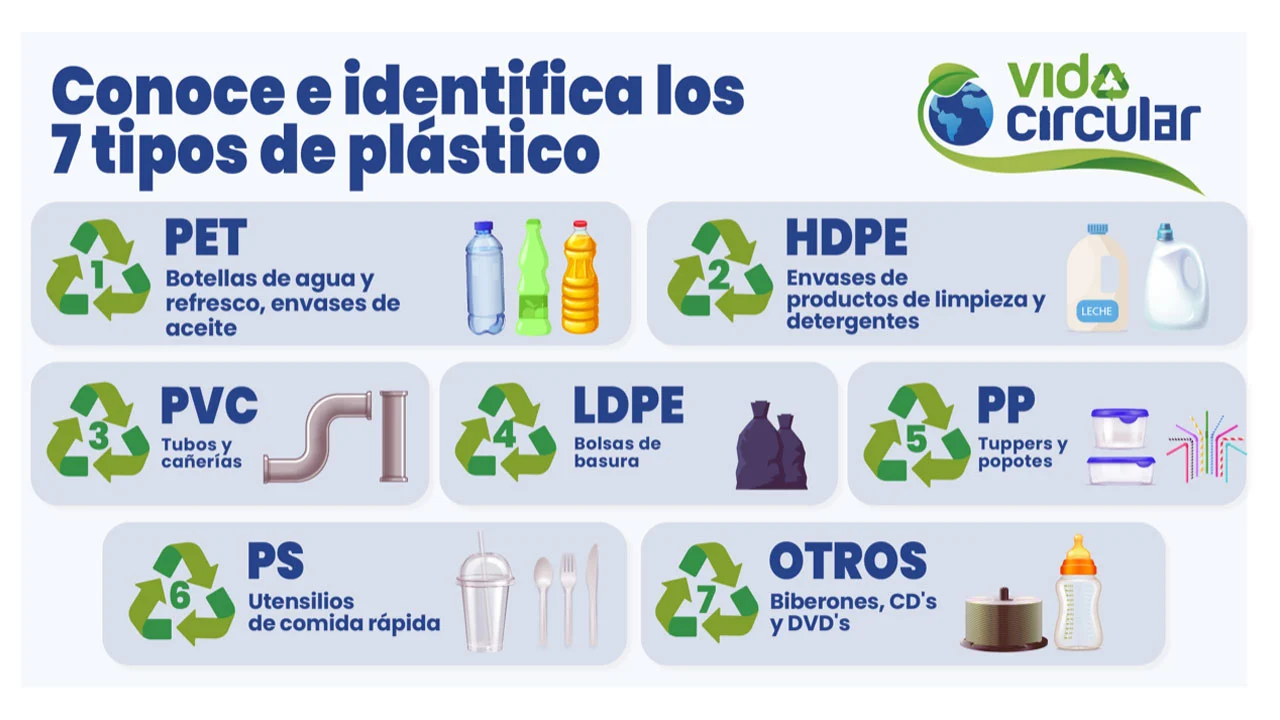 Conoce e identifica los
7 tipos de plástico
vida
circular
1
PET
Botellas de agua y
refresco, envases de
aceite
2
HDPE
Envases de
productos de limpieza y
detergentes
LECHE
3
PVC
Tubos y
cañerías
4
LDPE
Bolsas de
basura
5
PP
Tuppers y
popotes
6
PS
Utensilios
de comida rápida
7
OTROS
Biberones, CD's
y DVD's